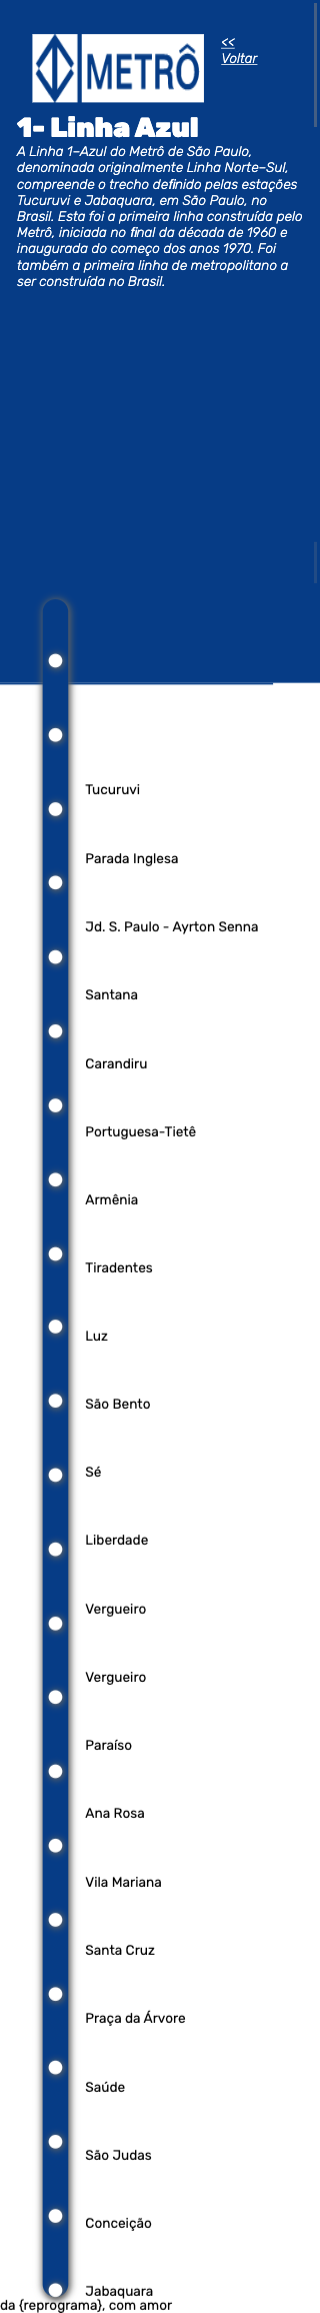 METRÔ
<<
Voltar
1- Linha Azul
A Linha 1–Azul do Metrô de São Paulo,
denominada originalmente Linha Norte–Sul,
compreende o trecho definido pelas estações
Tucuruvi e Jabaquara, em São Paulo, no
Brasil. Esta foi a primeira linha construída pelo
Metrô, iniciada no final da década de 1960 e
inaugurada do começo dos anos 1970. Foi
também a primeira linha de metropolitano a
ser construída no Brasil.
Tucuruvi
Parada Inglesa
Jd. S. Paulo - Ayrton Senna
Santana
Carandiru
Portuguesa-Tietê
Armênia
Tiradentes
Luz
São Bento
Sé
Liberdade
Vergueiro
Vergueiro
Paraíso
Ana Rosa
Vila Mariana
Santa Cruz
Praça da Árvore
Saúde
São Judas
Conceição
Jabaquara
da {reprograma}, com amor